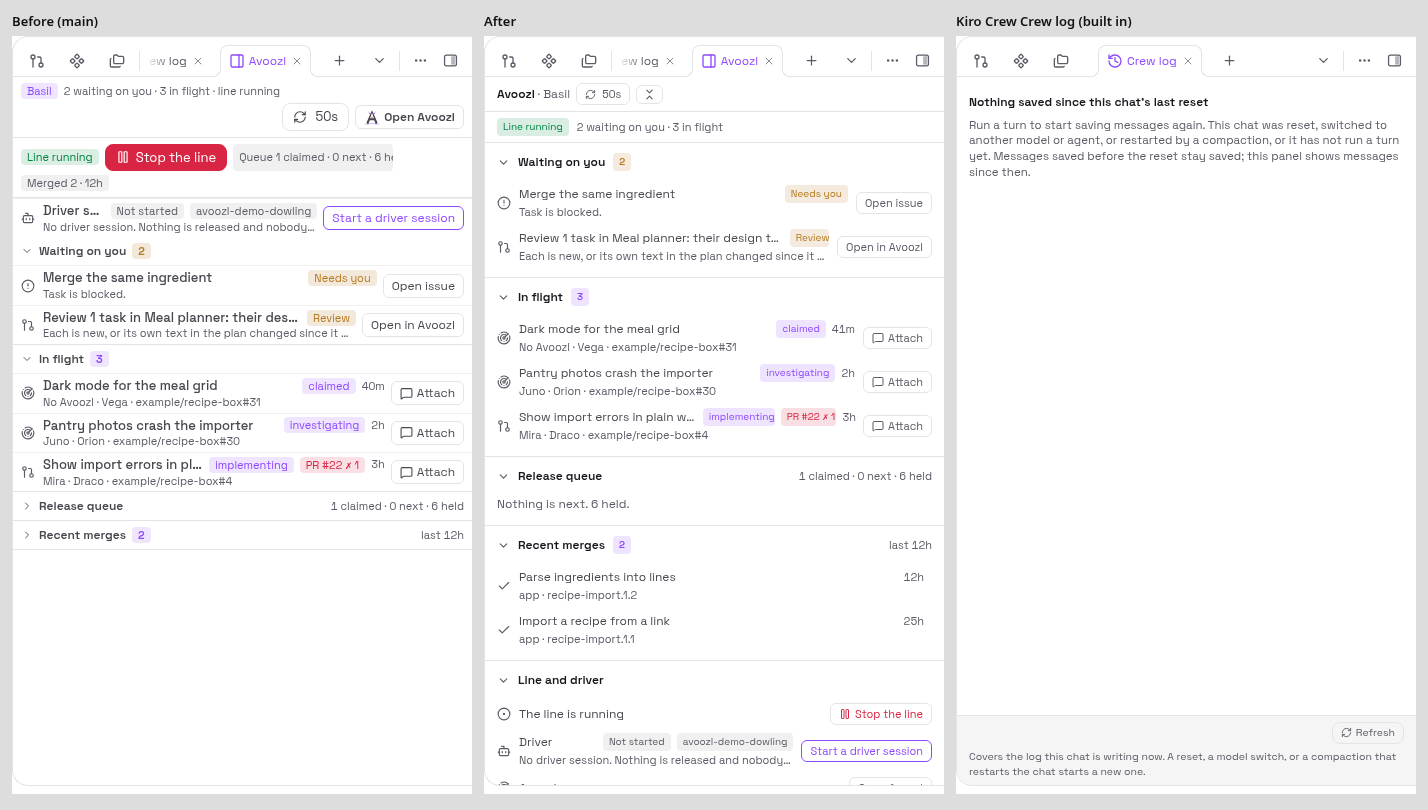 Before (main)
After
Kiro Crew Crew log (built in)
ew log
Avoozl
Basil
2 waiting on you · 3 in flight · line running
50s
Open Avoozl
Line running
Stop the line
Queue 1 claimed · 0 next · 6 he
Merged 2 · 12h
Driver s...
Not started
avoozl-demo-dowling
Start a driver session
No driver session. Nothing is released and nobody...
Waiting on you 2
Merge the same ingredient
Needs you
Open issue
Task is blocked.
Review 1 task in Meal planner: their des...
Review
Open in Avoozl
Each is new, or its own text in the plan changed since it ...
In flight 3
Dark mode for the meal grid
claimed 40m
Attach
No Avoozl · Vega · example/recipe-box#31
Pantry photos crash the importer
investigating 2h
Attach
Juno · Orion · example/recipe-box#30
Show import errors in pl...
implementing
PR #22 ✗ 1
3h
Attach
Mira · Draco · example/recipe-box#4
Release queue
1 claimed · 0 next · 6 held
Recent merges 2
last 12h
ew log
Avoozl
Avoozl · Basil
50s
Line running
2 waiting on you · 3 in flight
Waiting on you 2
Merge the same ingredient
Needs you
Open issue
Task is blocked.
Review 1 task in Meal planner: their design t...
Review
Open in Avoozl
Each is new, or its own text in the plan changed since it ...
In flight 3
Dark mode for the meal grid
claimed 41m
Attach
No Avoozl · Vega · example/recipe-box#31
Pantry photos crash the importer
investigating 2h
Attach
Juno · Orion · example/recipe-box#30
Show import errors in plain w...
implementing
PR #22 ✗ 1
3h
Attach
Mira · Draco · example/recipe-box#4
Release queue
1 claimed · 0 next · 6 held
Nothing is next. 6 held.
Recent merges 2
last 12h
Parse ingredients into lines
12h
app · recipe-import.1.2
Import a recipe from a link
25h
app · recipe-import.1.1
Line and driver
The line is running
Stop the line
Driver
Not started
avoozl-demo-dowling
Start a driver session
No driver session. Nothing is released and nobody...
Crew log
Nothing saved since this chat's last reset
Run a turn to start saving messages again. This chat was reset, switched to
another model or agent, or restarted by a compaction, or it has not run a turn
yet. Messages saved before the reset stay saved; this panel shows messages
since then.
Refresh
Covers the log this chat is writing now. A reset, a model switch, or a compaction that
restarts the chat starts a new one.